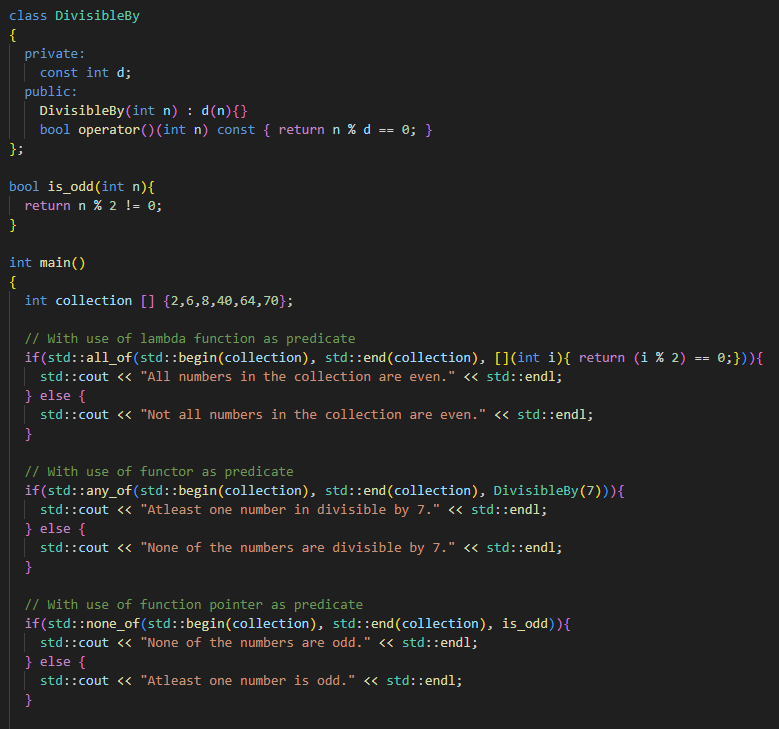 class DivisibleBy
{
  private:
    const int d;
  public:
    DivisibleBy(int n) : d(n){}
    bool operator()(int n) const { return n % d == 0; }
};

bool is_odd(int n){
  return n % 2 != 0;
}

int main()
{
  int collection [] {2,6,8,40,64,70};

  // With use of lambda function as predicate
  if(std::all_of(std::begin(collection), std::end(collection), [](int i){ return (i % 2) == 0;})){
    std::cout << "All numbers in the collection are even." << std::endl;
  } else {
    std::cout << "Not all numbers in the collection are even." << std::endl;
  }

  // With use of functor as predicate
  if(std::any_of(std::begin(collection), std::end(collection), DivisibleBy(7))){
    std::cout << "Atleast one number in divisible by 7." << std::endl;
  } else {
    std::cout << "None of the numbers are divisible by 7." << std::endl;
  }

  // With use of function pointer as predicate
  if(std::none_of(std::begin(collection), std::end(collection), is_odd)){
    std::cout << "None of the numbers are odd." << std::endl;
  } else {
    std::cout << "Atleast one number is odd." << std::endl;
  }